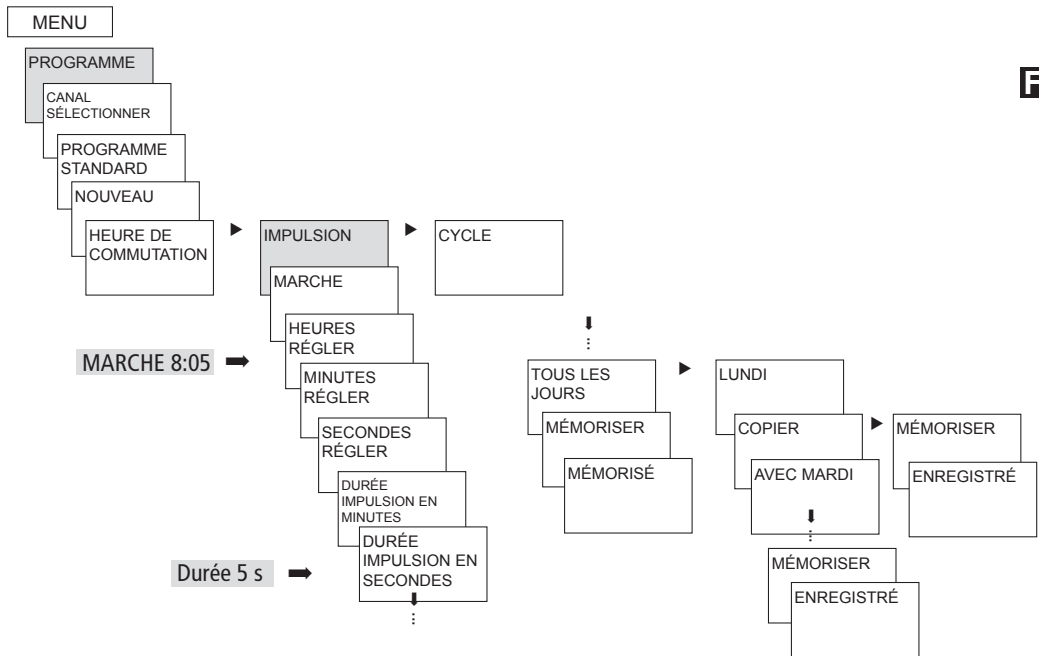 MENU
PROGRAMME
CANAL
SÉLECTIONNER
PROGRAMME
STANDARD
NOUVEAU
HEURE DE
COMMUTATION
IMPULSION
CYCLE
MARCHE
HEURES
RÉGLER
MARCHE 8:05
MINUTES
RÉGLER
SECONDES
RÉGLER
DURÉE
IMPULSION EN
MINUTES
DURÉE
IMPULSION EN
SECONDES
Durée 5 s
TOUS LES
JOURS
MÉMORISER
MÉMORISÉ
LUNDI
COPIER
AVEC MARDI
MÉMORISER
ENREGISTRÉ
MÉMORISER
ENREGISTRÉ
F